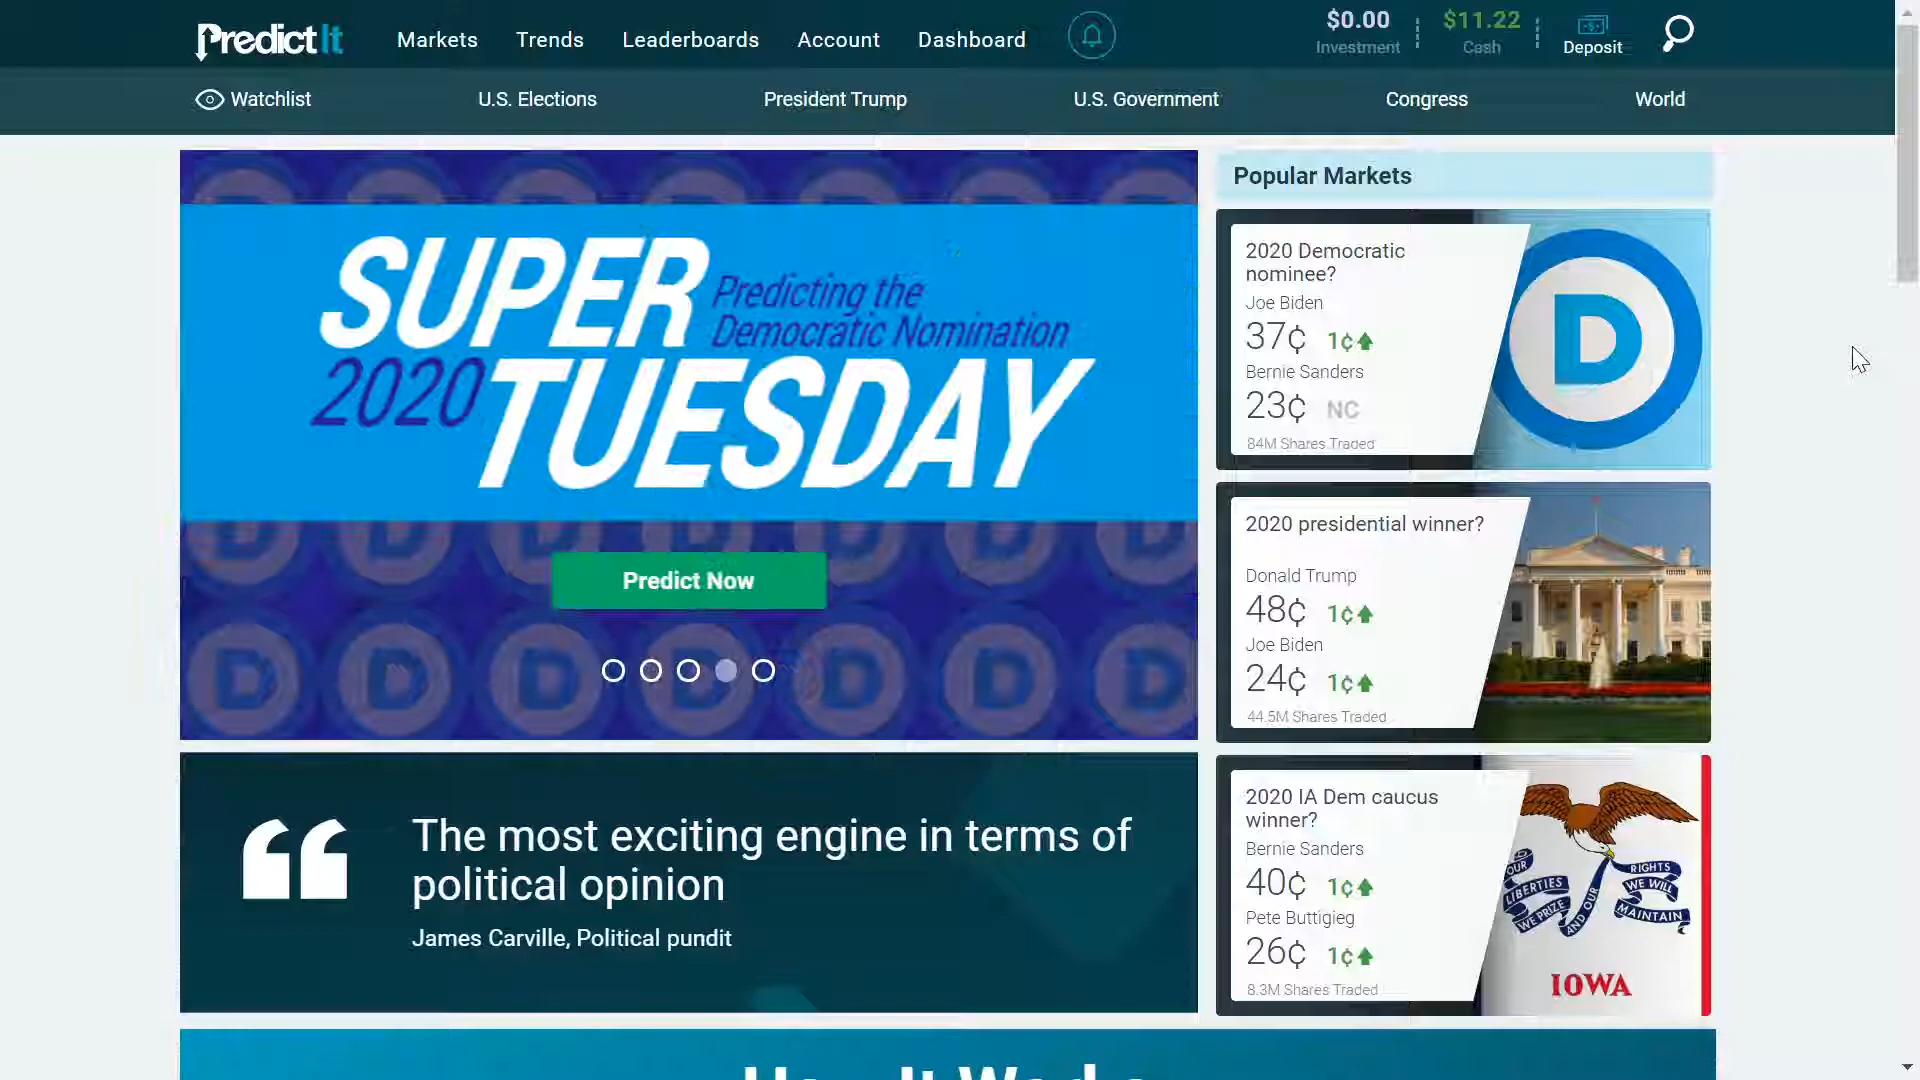 PredictIt
Markets
Trends
Leaderboards
Account
Dashboard
$0.00
Investment
$11.22
Cash
Deposit
Watchlist
U.S. Elections
President Trump
U.S. Government
Congress
World
SUPER
Predicting the
Democratic Nomination
2020
TUESDAY
Predict Now
The most exciting engine in terms of
political opinion
James Carville, Political pundit
Popular Markets
2020 Democratic
nominee?
Joe Biden
37¢ 1¢
Bernie Sanders
23¢ NC
84M Shares Traded
D
2020 presidential winner?
Donald Trump
48¢ 1¢
Joe Biden
24¢ 1¢
44.5M Shares Traded
2020 IA Dem caucus
winner?
Bernie Sanders
40¢ 1¢
Pete Buttigieg
26¢ 1¢
8.3M Shares Traded
OUR
LIBERTIES
WE PRIZE
AND OUR
RIGHTS
WE WILL
MAINTAIN
IOWA